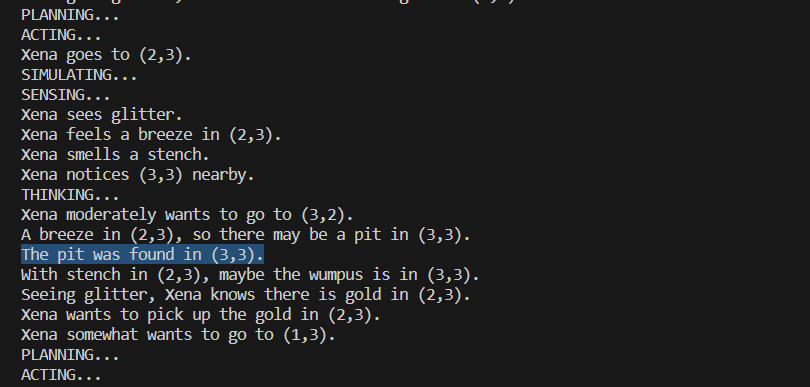 PLANNING...
ACTING...
Xena goes to (2,3).
SIMULATING...
SENSING...
Xena sees glitter.
Xena feels a breeze in (2,3).
Xena smells a stench.
Xena notices (3,3) nearby.
THINKING...
Xena moderately wants to go to (3,2).
A breeze in (2,3), so there may be a pit in (3,3).
The pit was found in (3,3).
With stench in (2,3), maybe the wumpus is in (3,3).
Seeing glitter, Xena knows there is gold in (2,3).
Xena wants to pick up the gold in (2,3).
Xena somewhat wants to go to (1,3).
PLANNING...
ACTING...